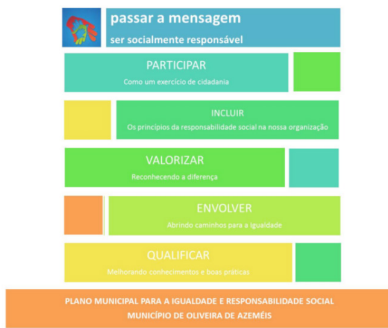 passar a mensagem
ser socialmente responsável
PARTICIPAR
Como um exercício de cidadania
INCLUIR
Os princípios da responsabilidade social na nossa organização
VALORIZAR
Reconhecendo a diferença
ENVOLVER
Abrindo caminhos para a Igualdade
QUALIFICAR
Melhorando conhecimentos e boas práticas
PLANO MUNICIPAL PARA A IGUALDADE E RESPONSABILIDADE SOCIAL
MUNICÍPIO DE OLIVEIRA DE AZEMÉIS